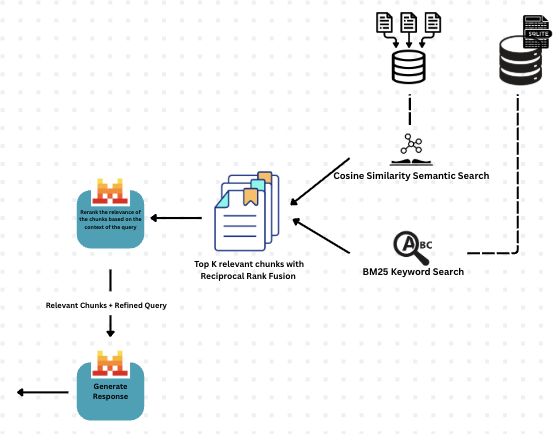 SQLITE
Cosine Similarity Semantic Search
Rerank the relevance of
the chunks based on the
context of the query
A BC
BM25 Keyword Search
Top K relevant chunks with
Reciprocal Rank Fusion
Relevant Chunks + Refined Query
Generate
Response